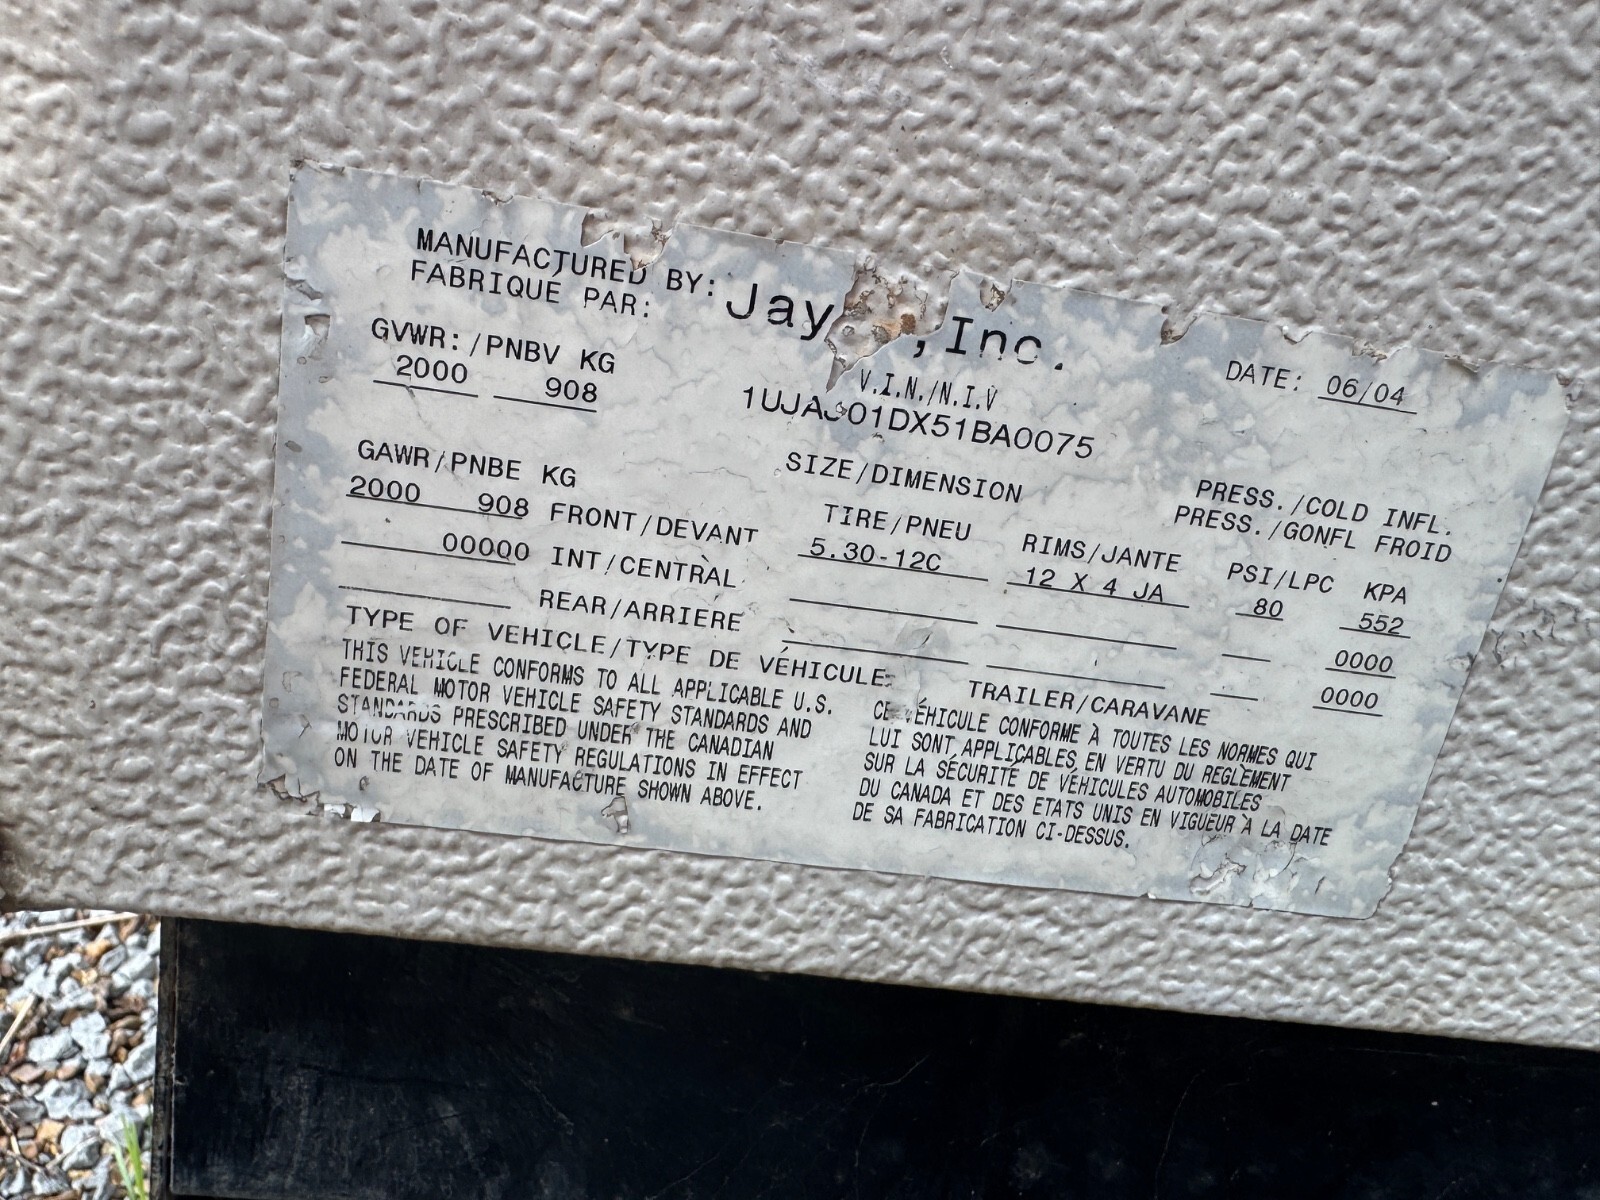 MANUFACTURED BY:
FABRIQUE PAR:
, Inc.
DATE: 06/04
GVWR:/PNBV KG
2000 908
V.I.N./N.I.V
GAWR/PNBE KG
SIZE/DIMENSION
PRESS./COLD INFL.
PRESS./GONFL FROID
TIRE/PNEU RIMS/JANTE PSI/LPC KPA
2000 908 FRONT/DEVANT 5.30-12C 12 X 4 JA 80 552
00000 INT/CENTRAL 0000
REAR/ARRIERE 0000
TYPE OF VEHICLE/TYPE DE VÉHICULE: TRAILER/CARAVANE
THIS VEHICLE CONFORMS TO ALL APPLICABLE U.S.
FEDERAL MOTOR VEHICLE SAFETY STANDARDS AND
STANDARDS PRESCRIBED UNDER THE CANADIAN
MOTOR VEHICLE SAFETY REGULATIONS IN EFFECT
ON THE DATE OF MANUFACTURE SHOWN ABOVE.
CE VÉHICULE CONFORME À TOUTES LES NORMES QUI
LUI SONT APPLICABLES EN VERTU DU REGLEMENT
SUR LA SÉCURITÉ DE VÉHICULES AUTOMOBILES
DU CANADA ET DES ETATS UNIS EN VIGUEUR À LA DATE
DE SA FABRICATION CI-DESSUS.